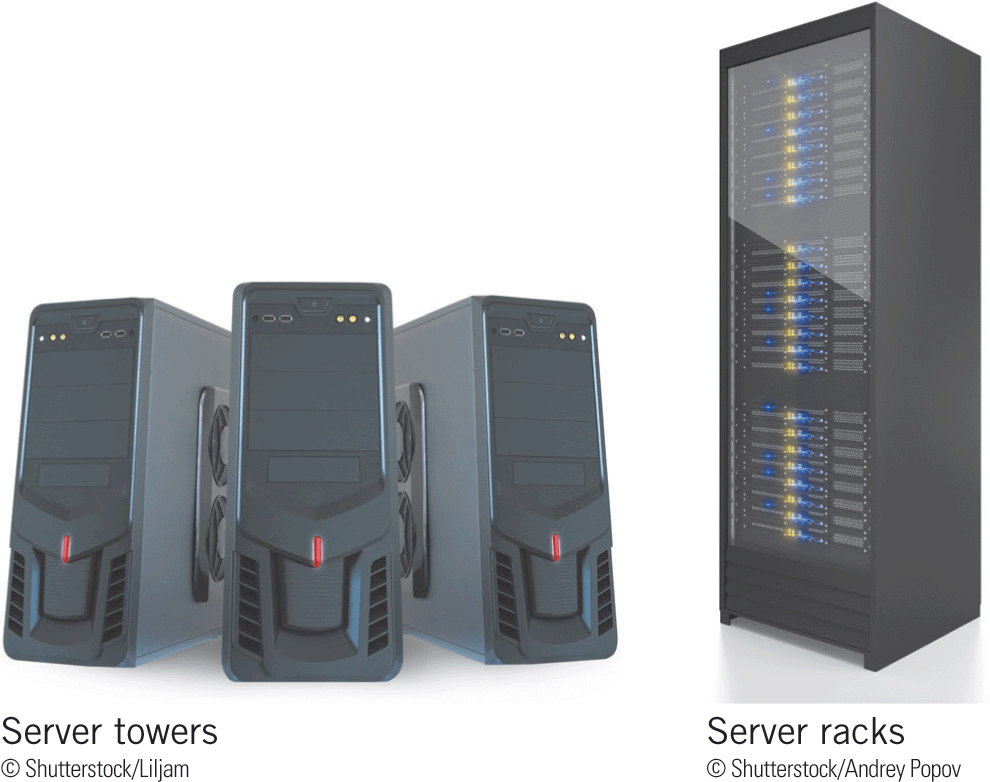 Server towers
© Shutterstock/Liljam
Server racks
© Shutterstock/Andrey Popov